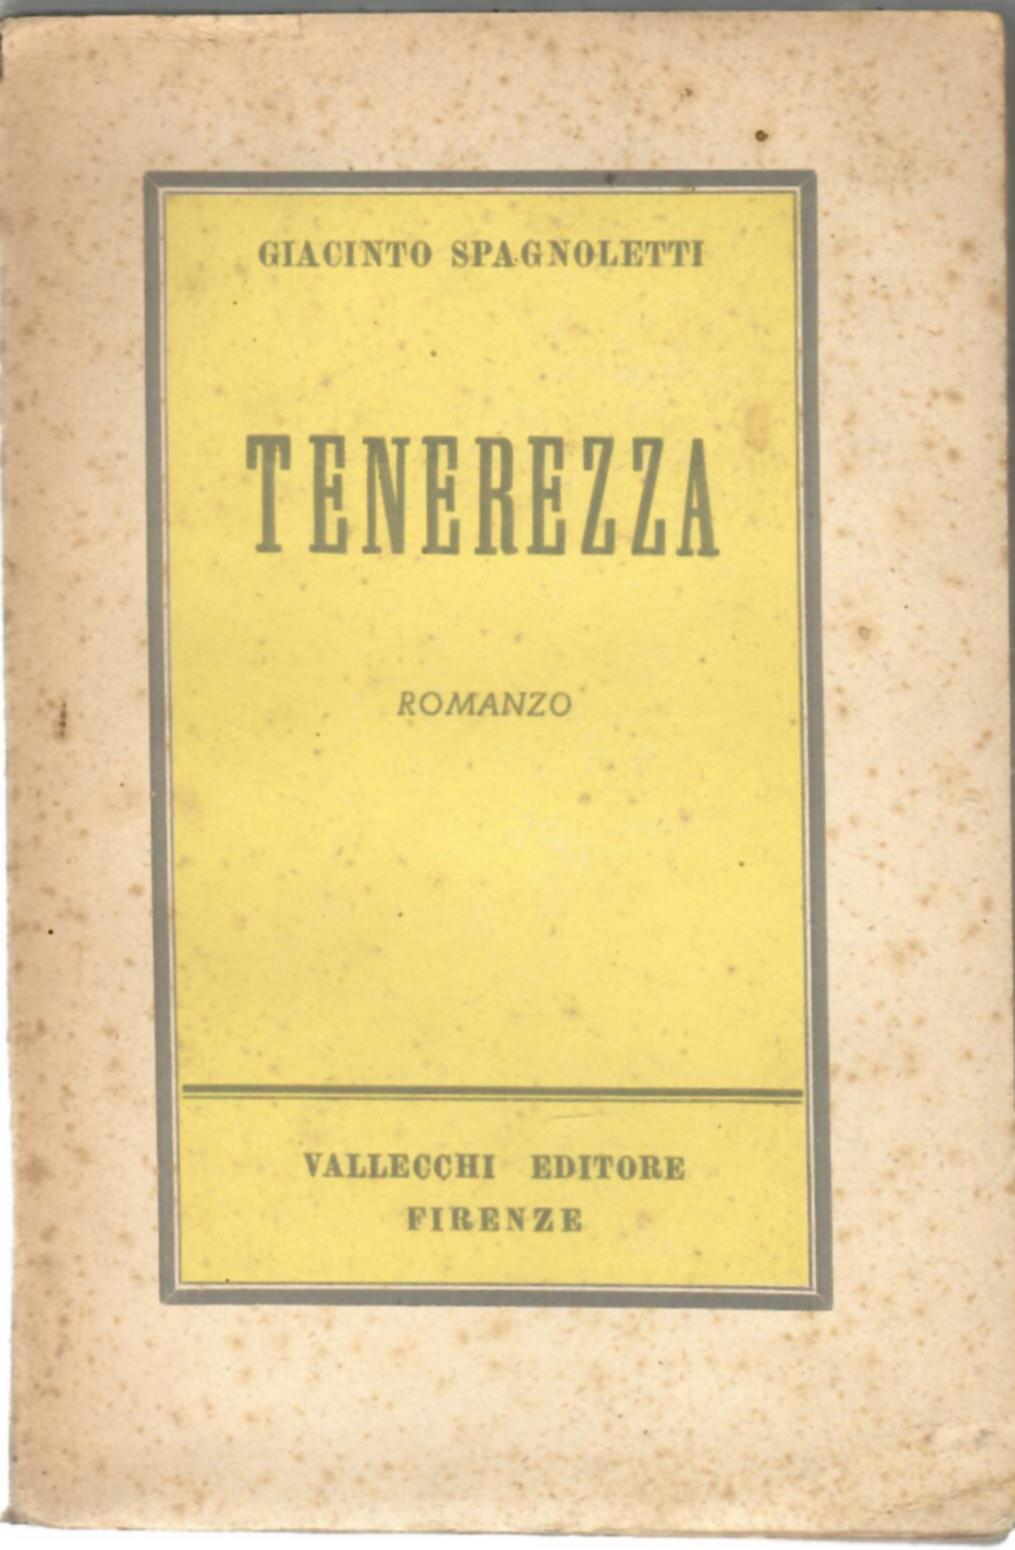 GIACINTO SPAGNOLETTI
TENEREZZA
ROMANZO
VALLECCHI EDITORE
FIRENZE